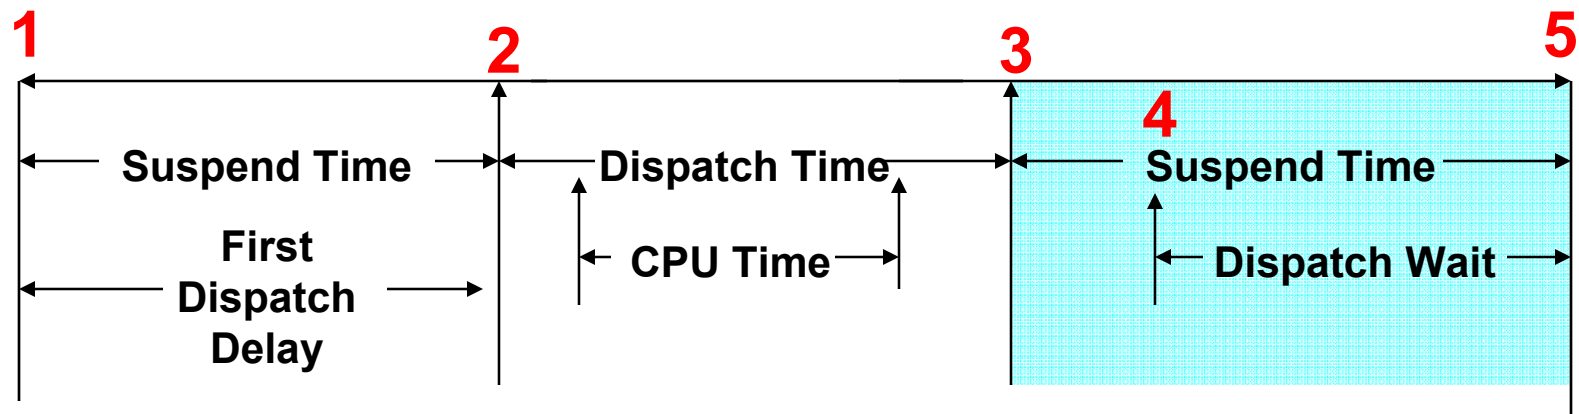 1
2
3
5
4
Suspend Time
Dispatch Time
Suspend Time
First
Dispatch
Delay
CPU Time
Dispatch Wait